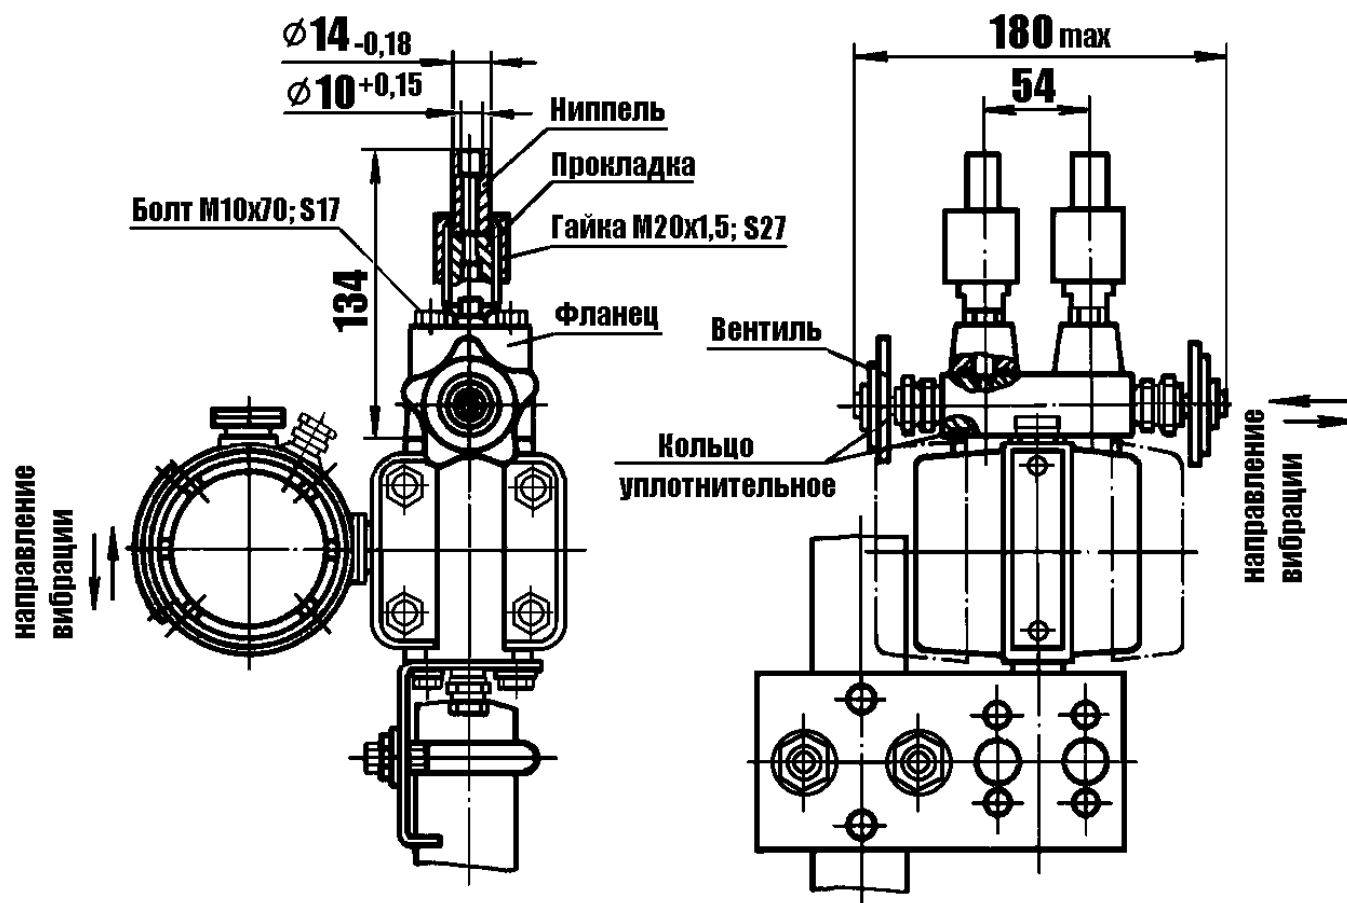 ⌀14 -0,18
⌀10 +0,15
Ниппель
Прокладка
Болт М10х70; S17
Гайка М20х1,5; S27
134
Фланец
направление
вибрации
180 max
54
Вентиль
Кольцо
уплотнительное
направление
вибрации